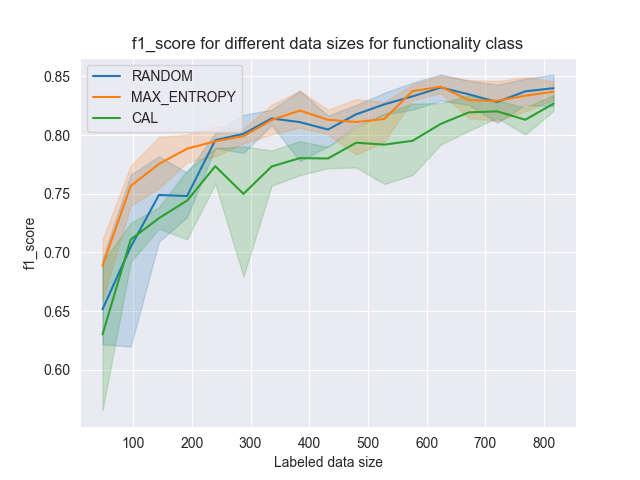 f1_score for different data sizes for functionality class
RANDOM
MAX_ENTROPY
CAL
0.85
0.80
0.75
0.70
0.65
0.60
f1_score
100 200 300 400 500 600 700 800
Labeled data size